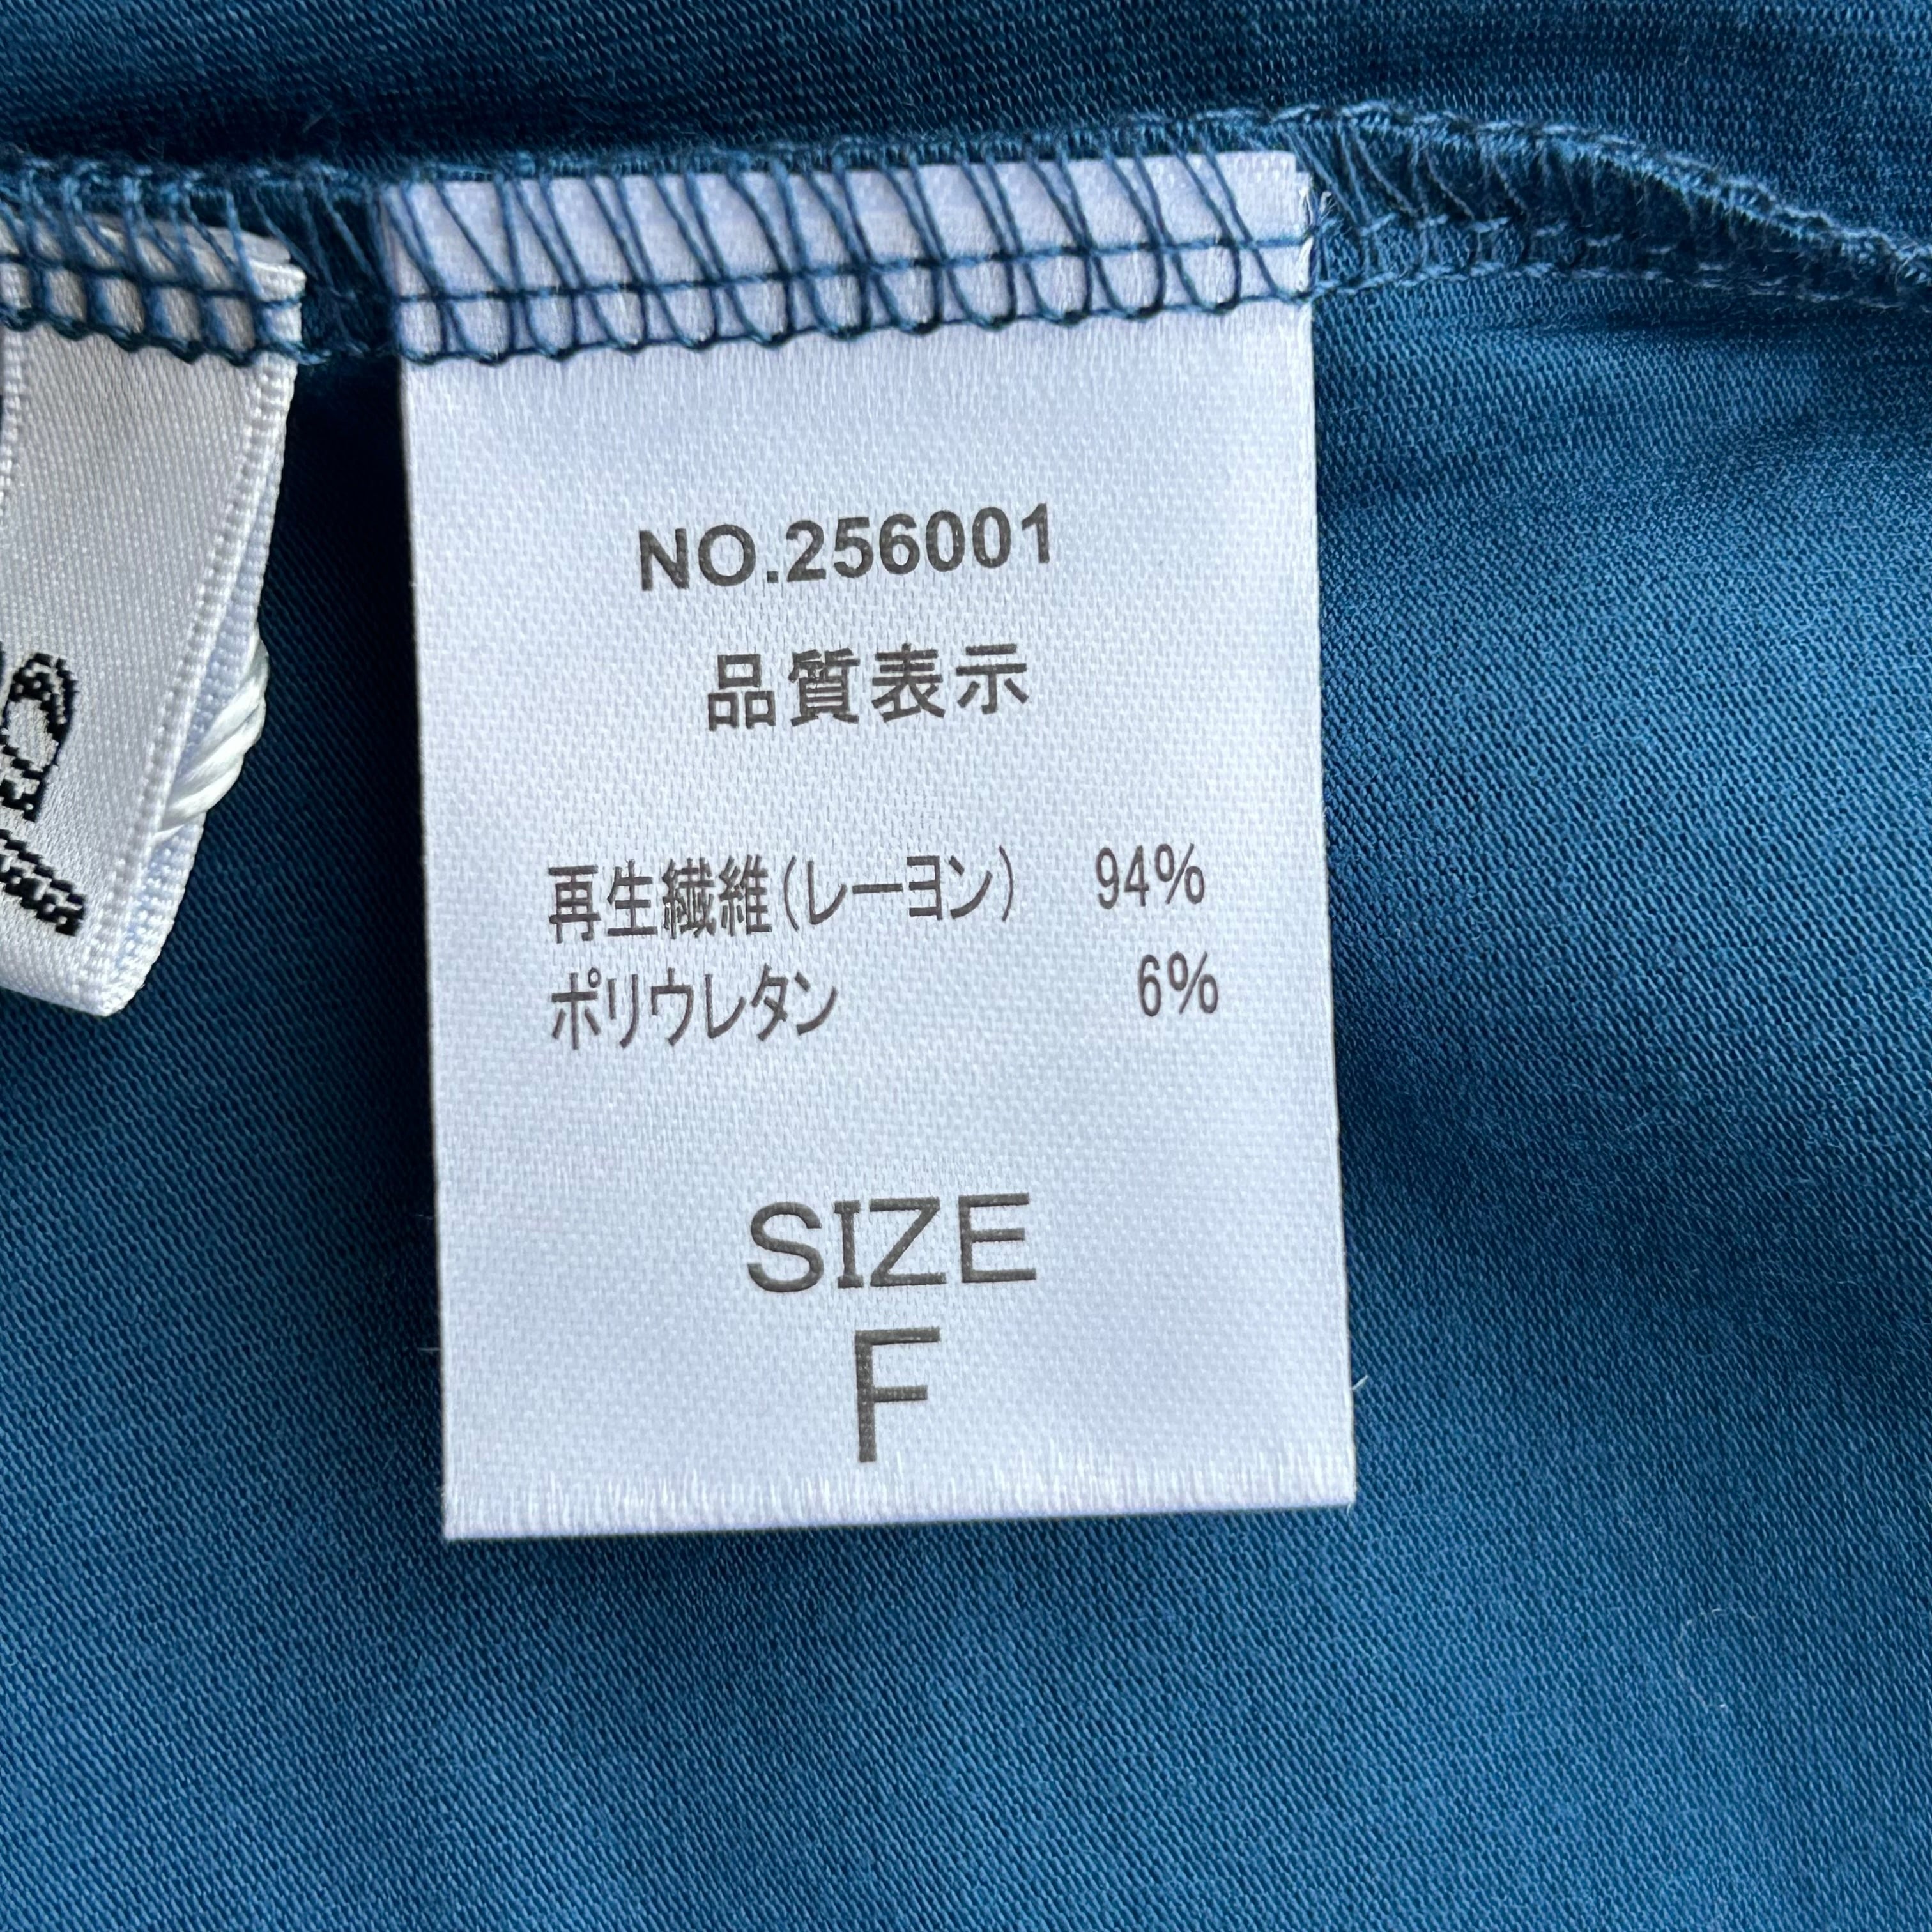 NO.256001
品質表示
再生繊維(レーヨン) 94%
ポリウレタン 6%
SIZE
F